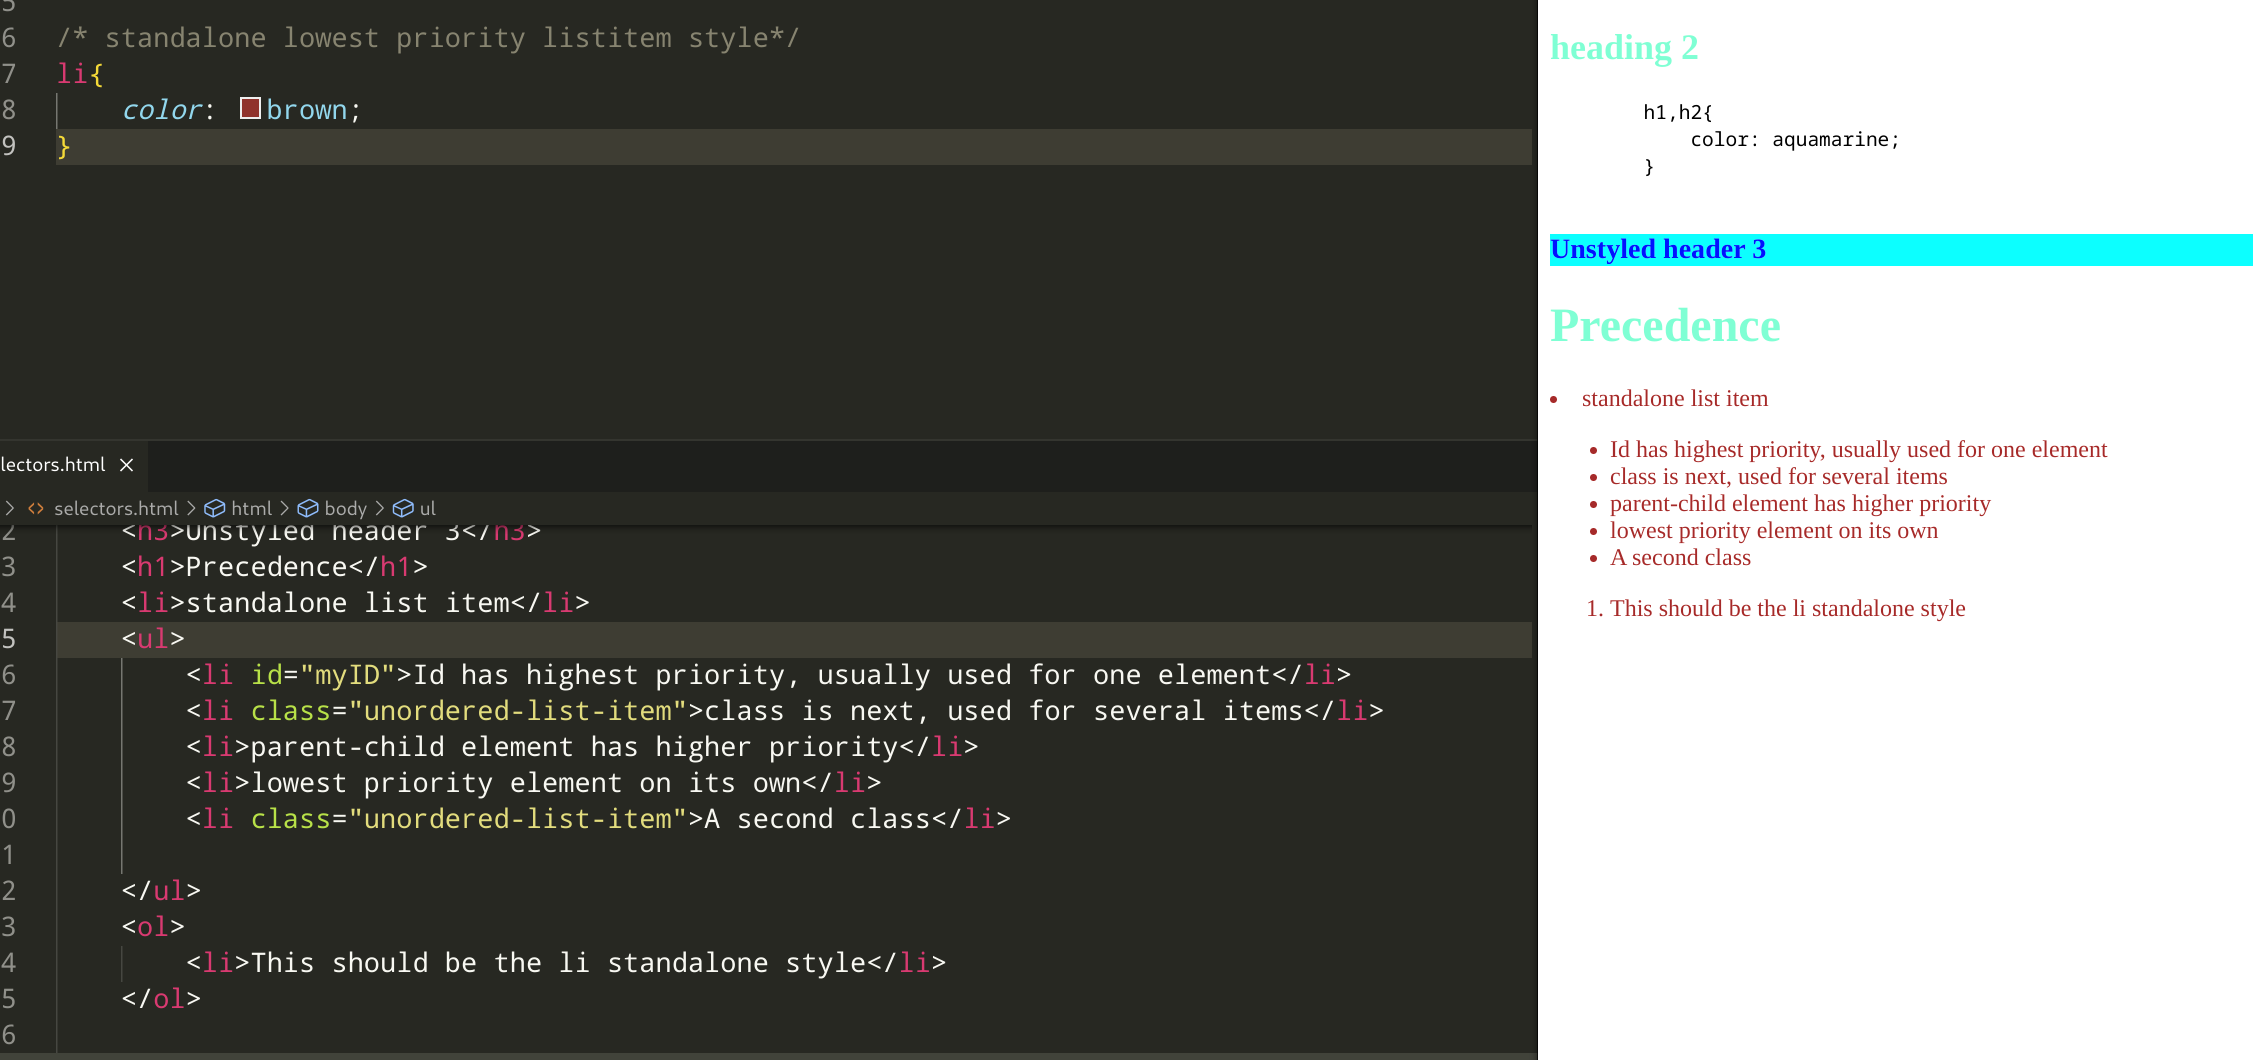 5
6 /* standalone lowest priority listitem style*/
7 li{
8     color: brown;
9 }
lectors.html ×
> <> selectors.html > html > body > ul
2     <h3>Unstyled header 3</h3>
3     <h1>Precedence</h1>
4     <li>standalone list item</li>
5     <ul>
6         <li id="myID">Id has highest priority, usually used for one element</li>
7         <li class="unordered-list-item">class is next, used for several items</li>
8         <li>parent-child element has higher priority</li>
9         <li>lowest priority element on its own</li>
0         <li class="unordered-list-item">A second class</li>
1
2     </ul>
3     <ol>
4         <li>This should be the li standalone style</li>
5     </ol>
6
heading 2
h1,h2{
    color: aquamarine;
}
Unstyled header 3
Precedence
• standalone list item
• Id has highest priority, usually used for one element
• class is next, used for several items
• parent-child element has higher priority
• lowest priority element on its own
• A second class
1. This should be the li standalone style